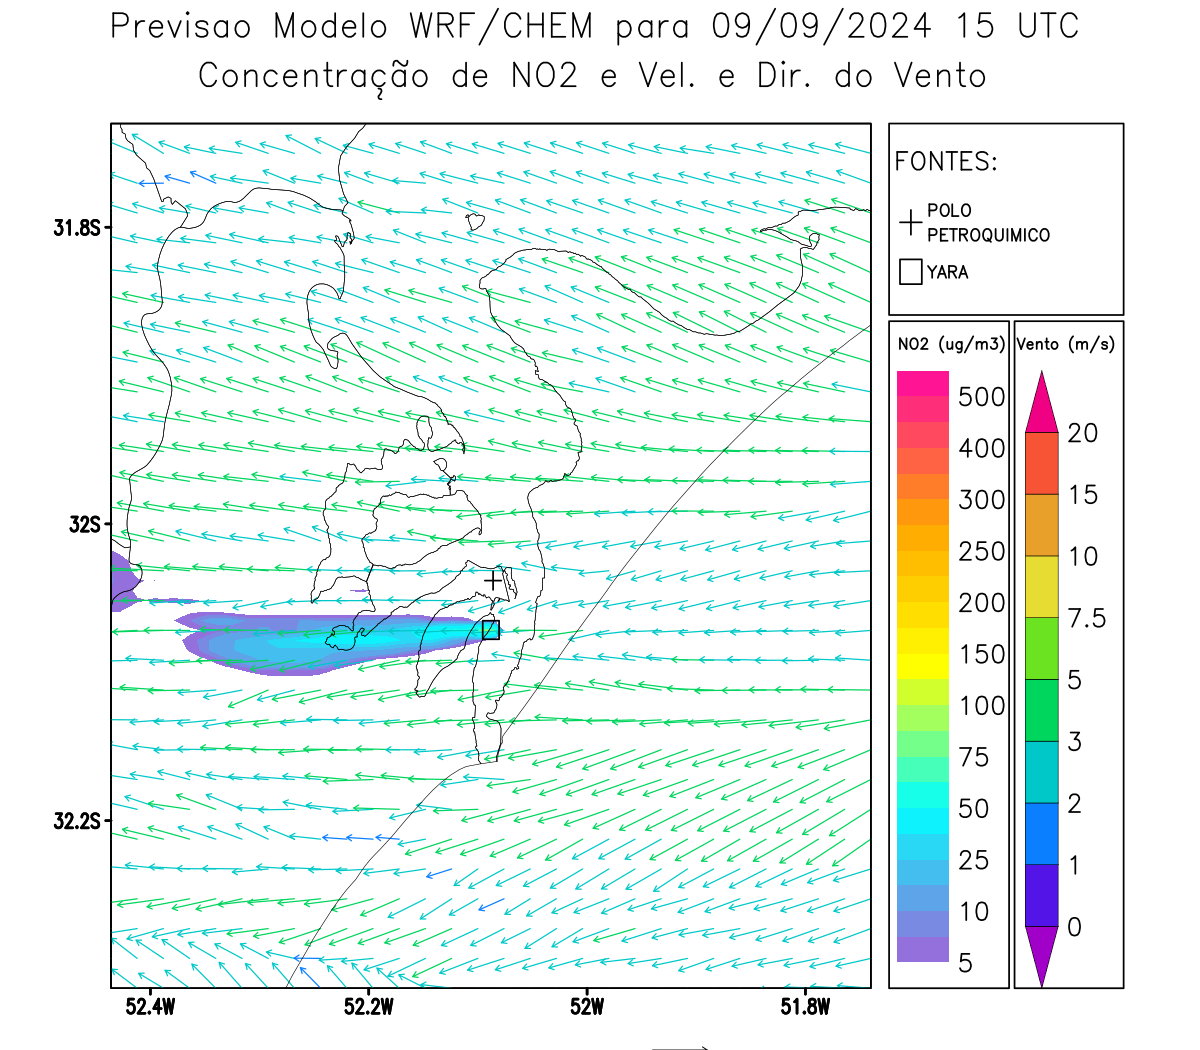 Previsao Modelo WRF/CHEM para 09/09/2024 15 UTC
Concentração de NO2 e Vel. e Dir. do Vento
FONTES:
POLO
PETROQUIMICO
YARA
NO2 (ug/m3)
500
400
300
250
200
150
100
75
50
25
10
5
Vento (m/s)
20
15
10
7.5
5
3
2
1
0
31.8S
32S
32.2S
52.4W
52.2W
52W
51.8W